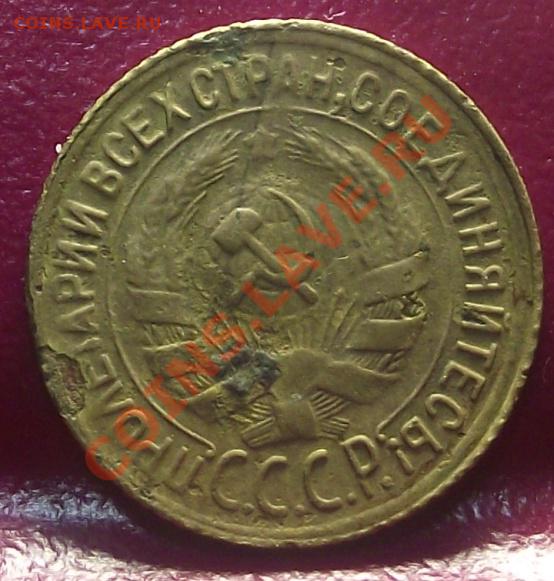 COINS.LAVE.RU
ПРОЛЕТАРИИ ВСЕХ СТРАН, СОЕДИНЯЙТЕСЬ!
С.С.С.Р.
COINS.LAVE.RU